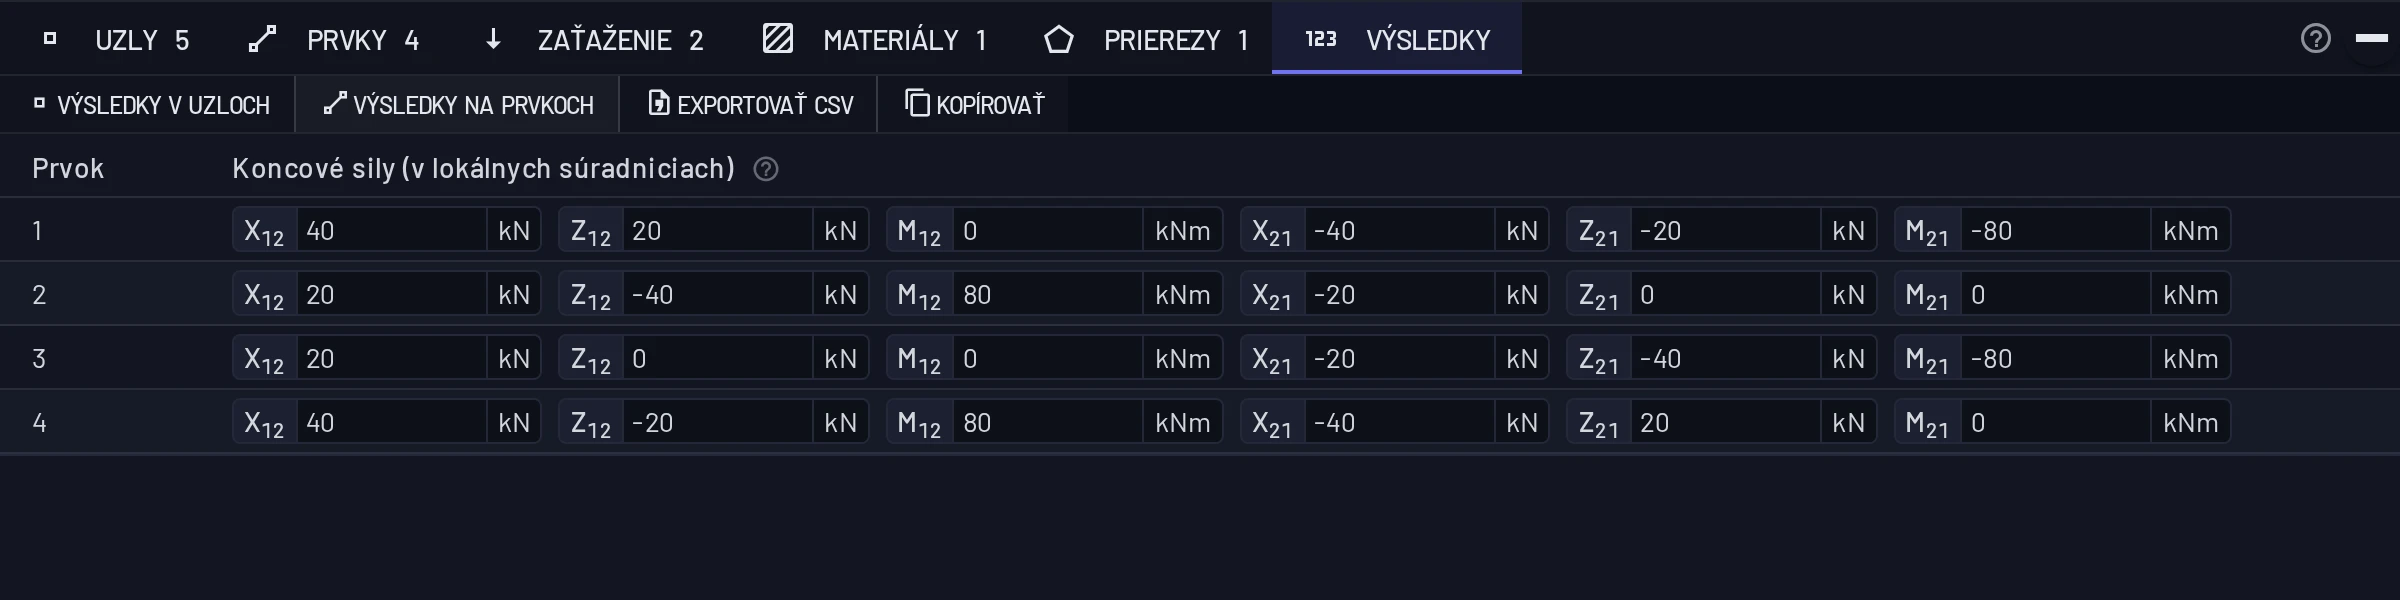 UZLY 5 PRVKY 4 ZAŤAŽENIE 2 MATERIÁLY 1 PRIEREZY 1 123 VÝSLEDKY ?
VÝSLEDKY V UZLOCH VÝSLEDKY NA PRVKOCH EXPORTOVAŤ CSV KOPÍROVAŤ
Prvok Koncové sily (v lokálnych súradniciach) ?
1 X12 40 kN Z12 20 kN M12 0 kNm X21 -40 kN Z21 -20 kN M21 -80 kNm
2 X12 20 kN Z12 -40 kN M12 80 kNm X21 -20 kN Z21 0 kN M21 0 kNm
3 X12 20 kN Z12 0 kN M12 0 kNm X21 -20 kN Z21 -40 kN M21 -80 kNm
4 X12 40 kN Z12 -20 kN M12 80 kNm X21 -40 kN Z21 20 kN M21 0 kNm